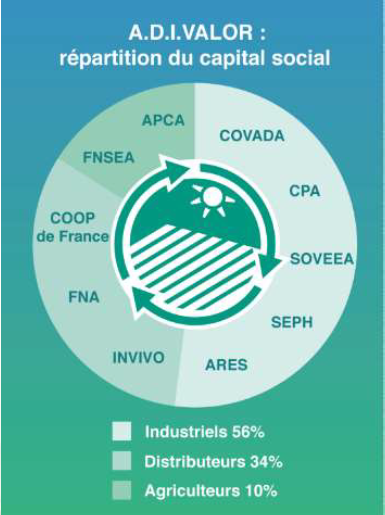 A.D.I.VALOR :
répartition du capital social
APCA
COVADA
FNSEA
CPA
COOP
de France
SOVEEA
FNA
SEPH
INVIVO
ARES
Industriels 56%
Distributeurs 34%
Agriculteurs 10%